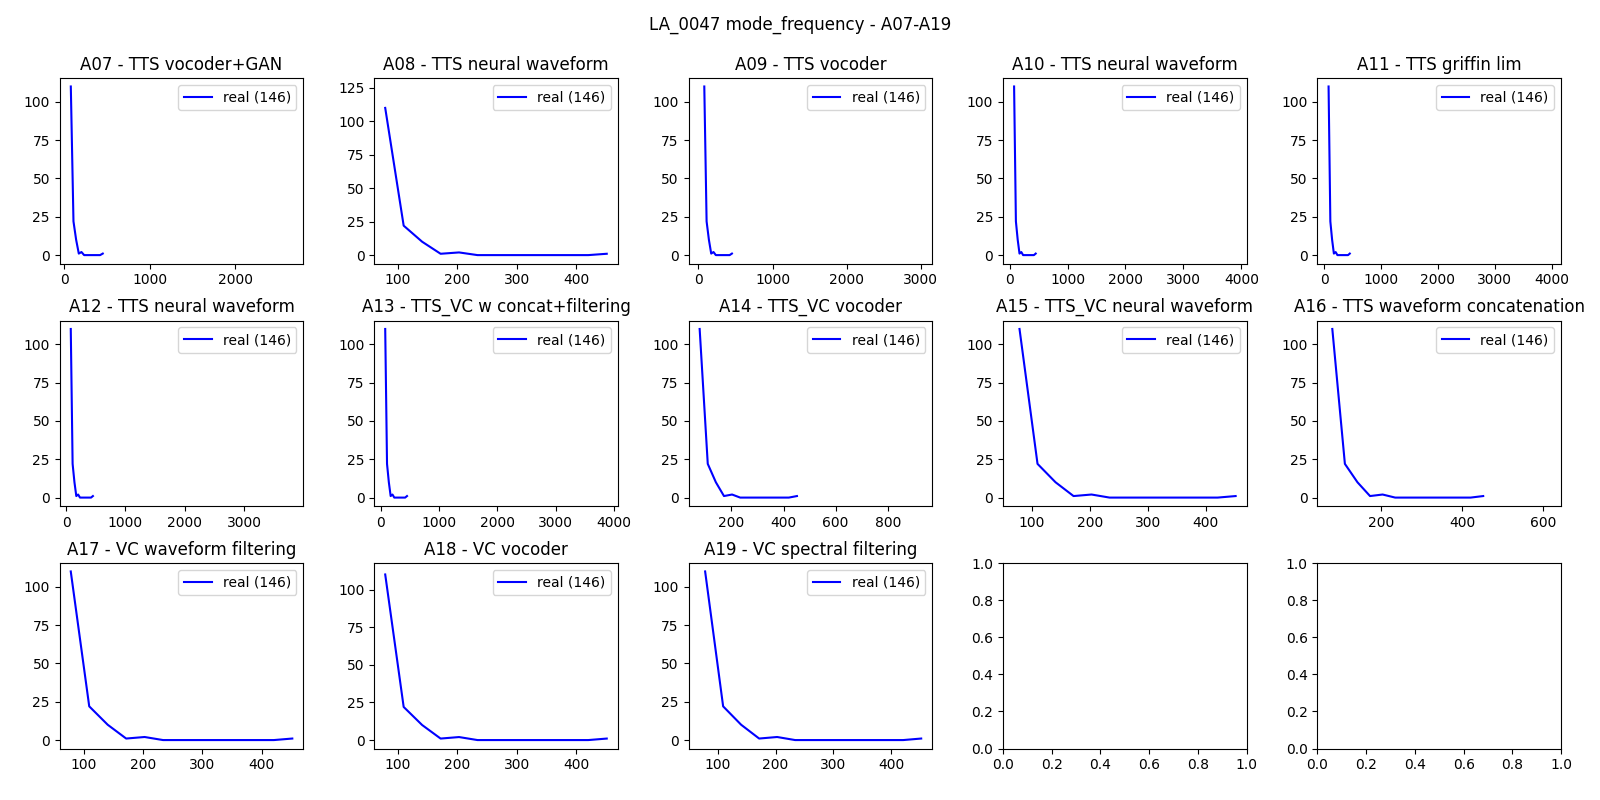 LA_0047 mode_frequency - A07-A19
A07 - TTS vocoder+GAN
real (146)
100
75
50
25
0
0 1000 2000
A08 - TTS neural waveform
real (146)
125
100
75
50
25
0
100 200 300 400
A09 - TTS vocoder
real (146)
100
75
50
25
0
0 1000 2000 3000
A10 - TTS neural waveform
real (146)
100
75
50
25
0
0 1000 2000 3000 4000
A11 - TTS griffin lim
real (146)
100
75
50
25
0
0 1000 2000 3000 4000
A12 - TTS neural waveform
real (146)
100
75
50
25
0
0 1000 2000 3000
A13 - TTS_VC w concat+filtering
real (146)
100
75
50
25
0
0 1000 2000 3000 4000
A14 - TTS_VC vocoder
real (146)
100
75
50
25
0
200 400 600 800
A15 - TTS_VC neural waveform
real (146)
100
75
50
25
0
100 200 300 400
A16 - TTS waveform concatenation
real (146)
100
75
50
25
0
200 400 600
A17 - VC waveform filtering
real (146)
100
75
50
25
0
100 200 300 400
A18 - VC vocoder
real (146)
100
75
50
25
0
100 200 300 400
A19 - VC spectral filtering
real (146)
100
75
50
25
0
100 200 300 400
1.0
0.8
0.6
0.4
0.2
0.0
0.0 0.2 0.4 0.6 0.8 1.0
1.0
0.8
0.6
0.4
0.2
0.0
0.0 0.2 0.4 0.6 0.8 1.0